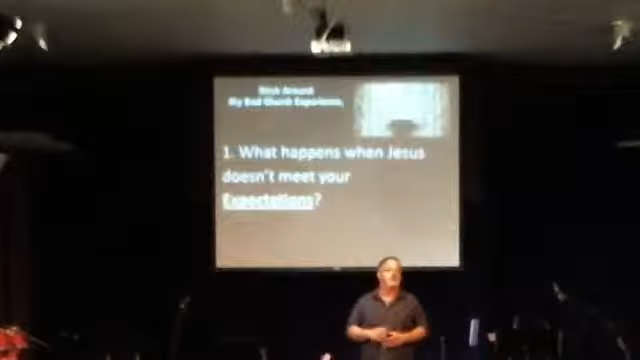 Stick Around
My Bad Church Experience,
1. What happens when Jesus
doesn't meet your
Expectations?